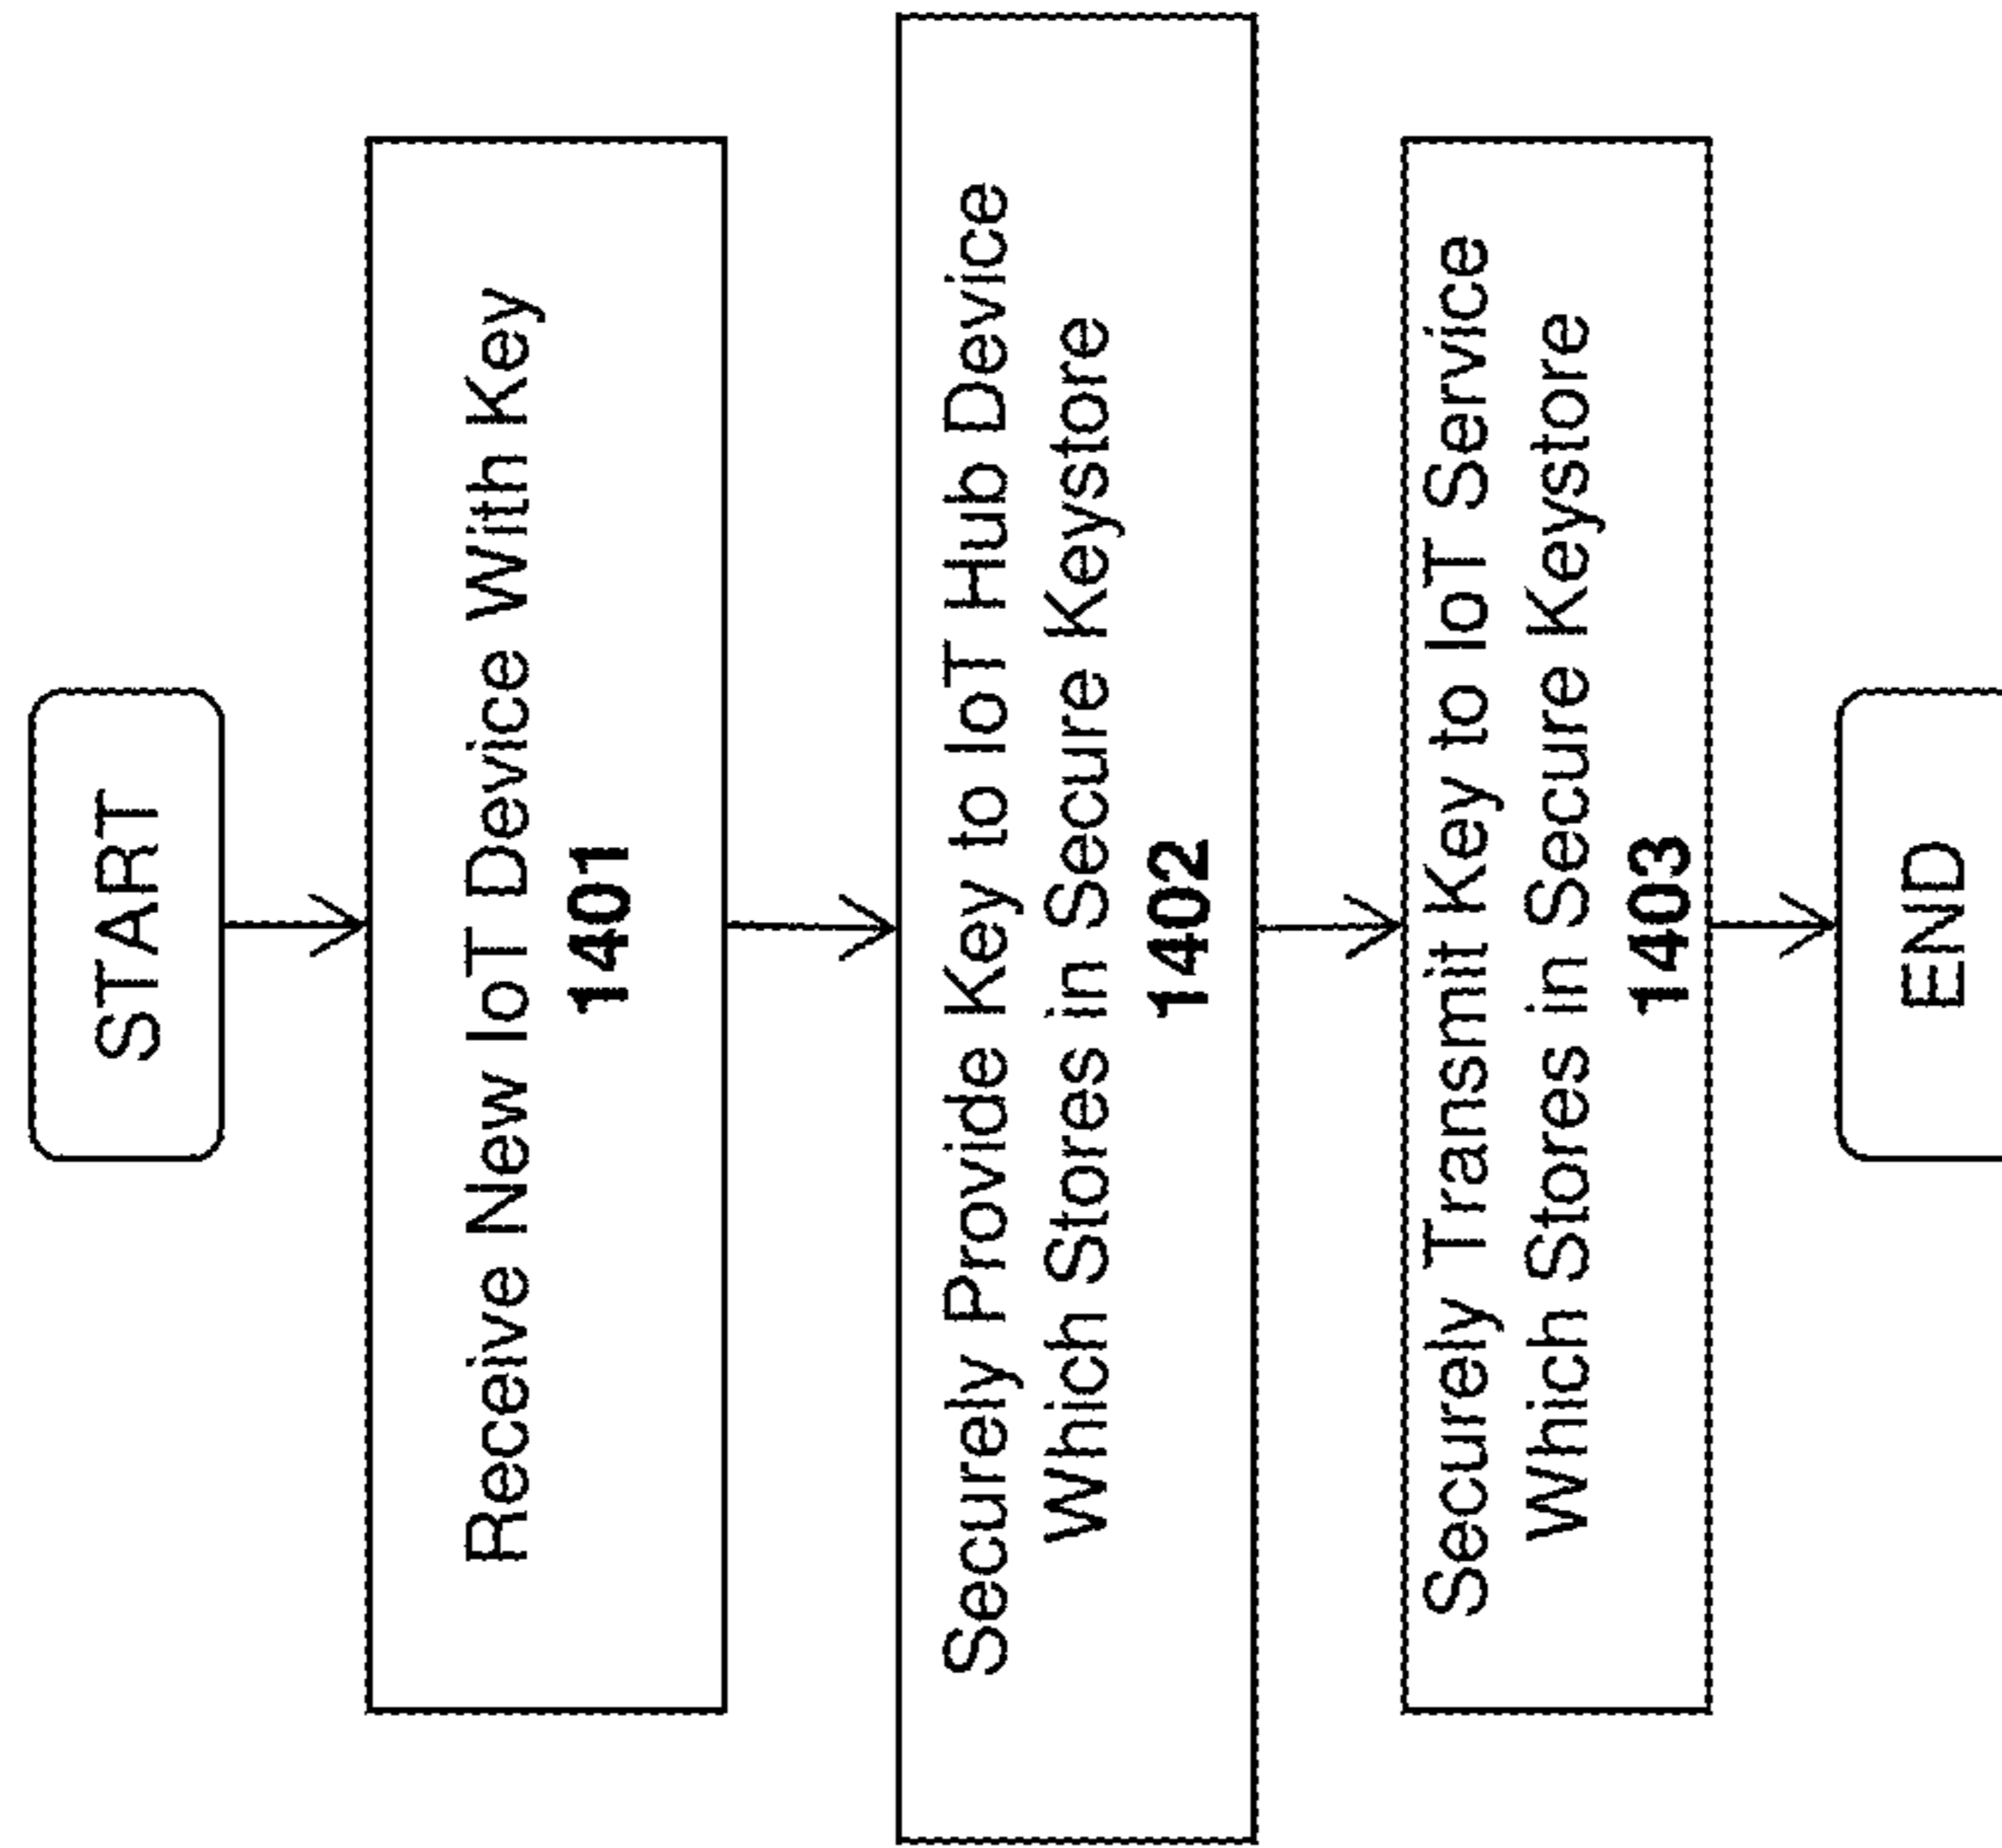 START
Receive New IoT Device With Key
1401
Securely Provide Key to IoT Hub Device
Which Stores in Secure Keystore
1402
Securely Transmit Key to IoT Service
Which Stores in Secure Keystore
1403
END